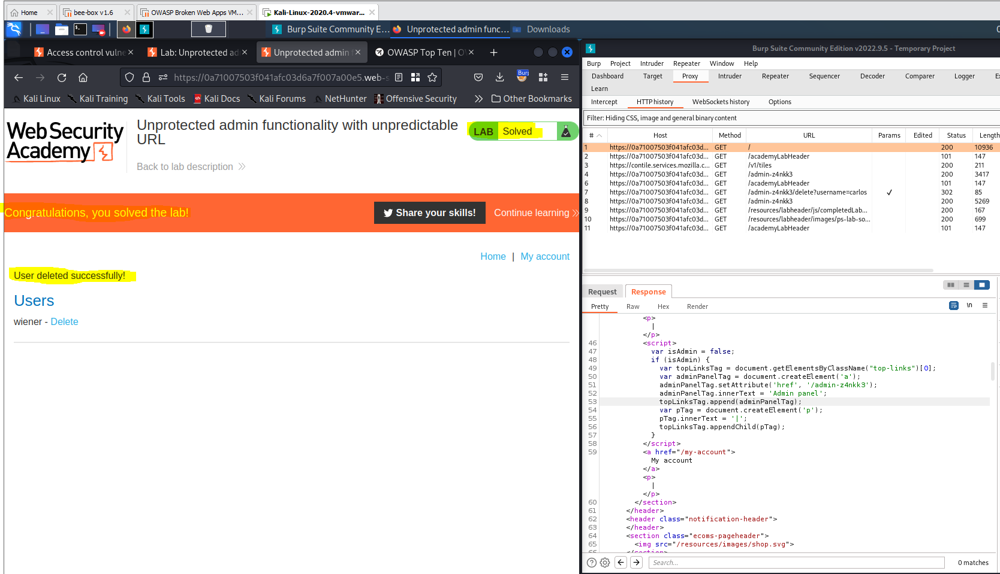 Home
bee-box v1.6
OWASP Broken Web Apps VM...
Kali-Linux-2020.4-vmwar...
Burp Suite Community E...
Unprotected admin func...
Downloads
Access control vulne
Lab: Unprotected ad
Unprotected admin
OWASP Top Ten | O
https://0a71007503f041afc03d6a7f007a00e5.web-s
Kali Linux
Kali Training
Kali Tools
Kali Docs
Kali Forums
NetHunter
Offensive Security
Other Bookmarks
Web Security
Academy
Unprotected admin functionality with unpredictable
URL
Back to lab description
LAB Solved
Congratulations, you solved the lab!
Share your skills!
Continue learning
Home | My account
User deleted successfully!
Users
wiener - Delete
Burp Suite Community Edition v2022.9.5 - Temporary Project
Burp Project Intruder Repeater Window Help
Dashboard Target Proxy Intruder Repeater Sequencer Decoder Comparer Logger
Learn
Intercept HTTP history WebSockets history Options
Filter: Hiding CSS, image and general binary content
# Host Method URL Params Edited Status Length
1 https://0a71007503f041afc03d... GET / 200 10936
2 https://0a71007503f041afc03d... GET /academyLabHeader 101 147
3 https://contile.services.mozilla.c... GET /v1/tiles 200 211
4 https://0a71007503f041afc03d... GET /admin-z4nkk3 200 3417
6 https://0a71007503f041afc03d... GET /academyLabHeader 101 147
7 https://0a71007503f041afc03d... GET /admin-z4nkk3/delete?username=carlos ✓ 302 85
8 https://0a71007503f041afc03d... GET /admin-z4nkk3 200 5269
9 https://0a71007503f041afc03d... GET /resources/labheader/js/completedLab... 200 167
10 https://0a71007503f041afc03d... GET /resources/labheader/images/ps-lab-so... 200 699
11 https://0a71007503f041afc03d... GET /academyLabHeader 101 147
Request Response
Pretty Raw Hex Render
\n
<p>
|
</p>
46 <script>
47 var isAdmin = false;
48 if (isAdmin) {
49 var topLinksTag = document.getElementsByClassName("top-links")[0];
50 var adminPanelTag = document.createElement('a');
51 adminPanelTag.setAttribute('href', '/admin-z4nkk3');
52 adminPanelTag.innerText = 'Admin panel';
53 topLinksTag.append(adminPanelTag);
54 var pTag = document.createElement('p');
55 pTag.innerText = '|';
56 topLinksTag.appendChild(pTag);
57 }
58 </script>
59 <a href="/my-account">
My account
</a>
<p>
|
</p>
60 </section>
61 </header>
62 <header class="notification-header">
63 </header>
64 <section class="ecoms-pageheader">
65 <img src="/resources/images/shop.svg">
66 </section>
Search...
0 matches